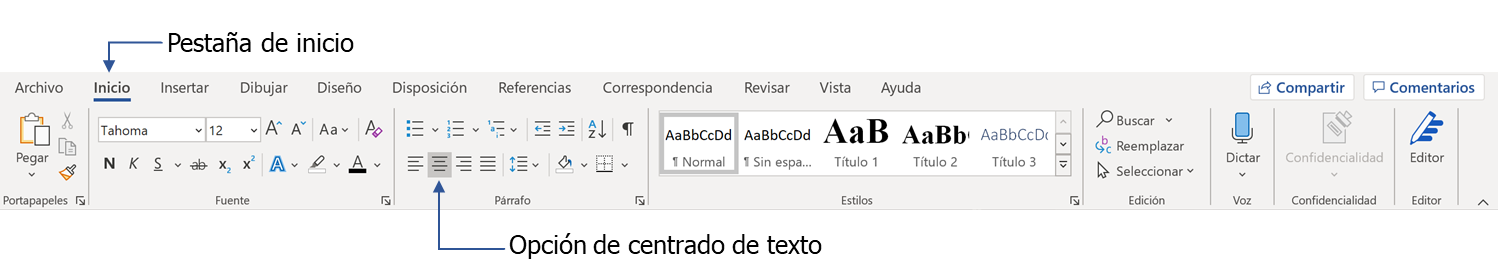 Pestaña de inicio
Archivo Inicio Insertar Dibujar Diseño Disposición Referencias Correspondencia Revisar Vista Ayuda Compartir Comentarios
Tahoma 12 Aa A
AaBbCcDd AaBbCcDd AaB AaBb( AaBbCcDc
Buscar
Reemplazar
Seleccionar
Pegar
N K S ab x₂ x² A A
¶ Normal ¶ Sin espa... Título 1 Título 2 Título 3
Dictar Confidencialidad Editor
Portapapeles Fuente Párrafo Estilos Edición Voz Confidencialidad Editor
Opción de centrado de texto